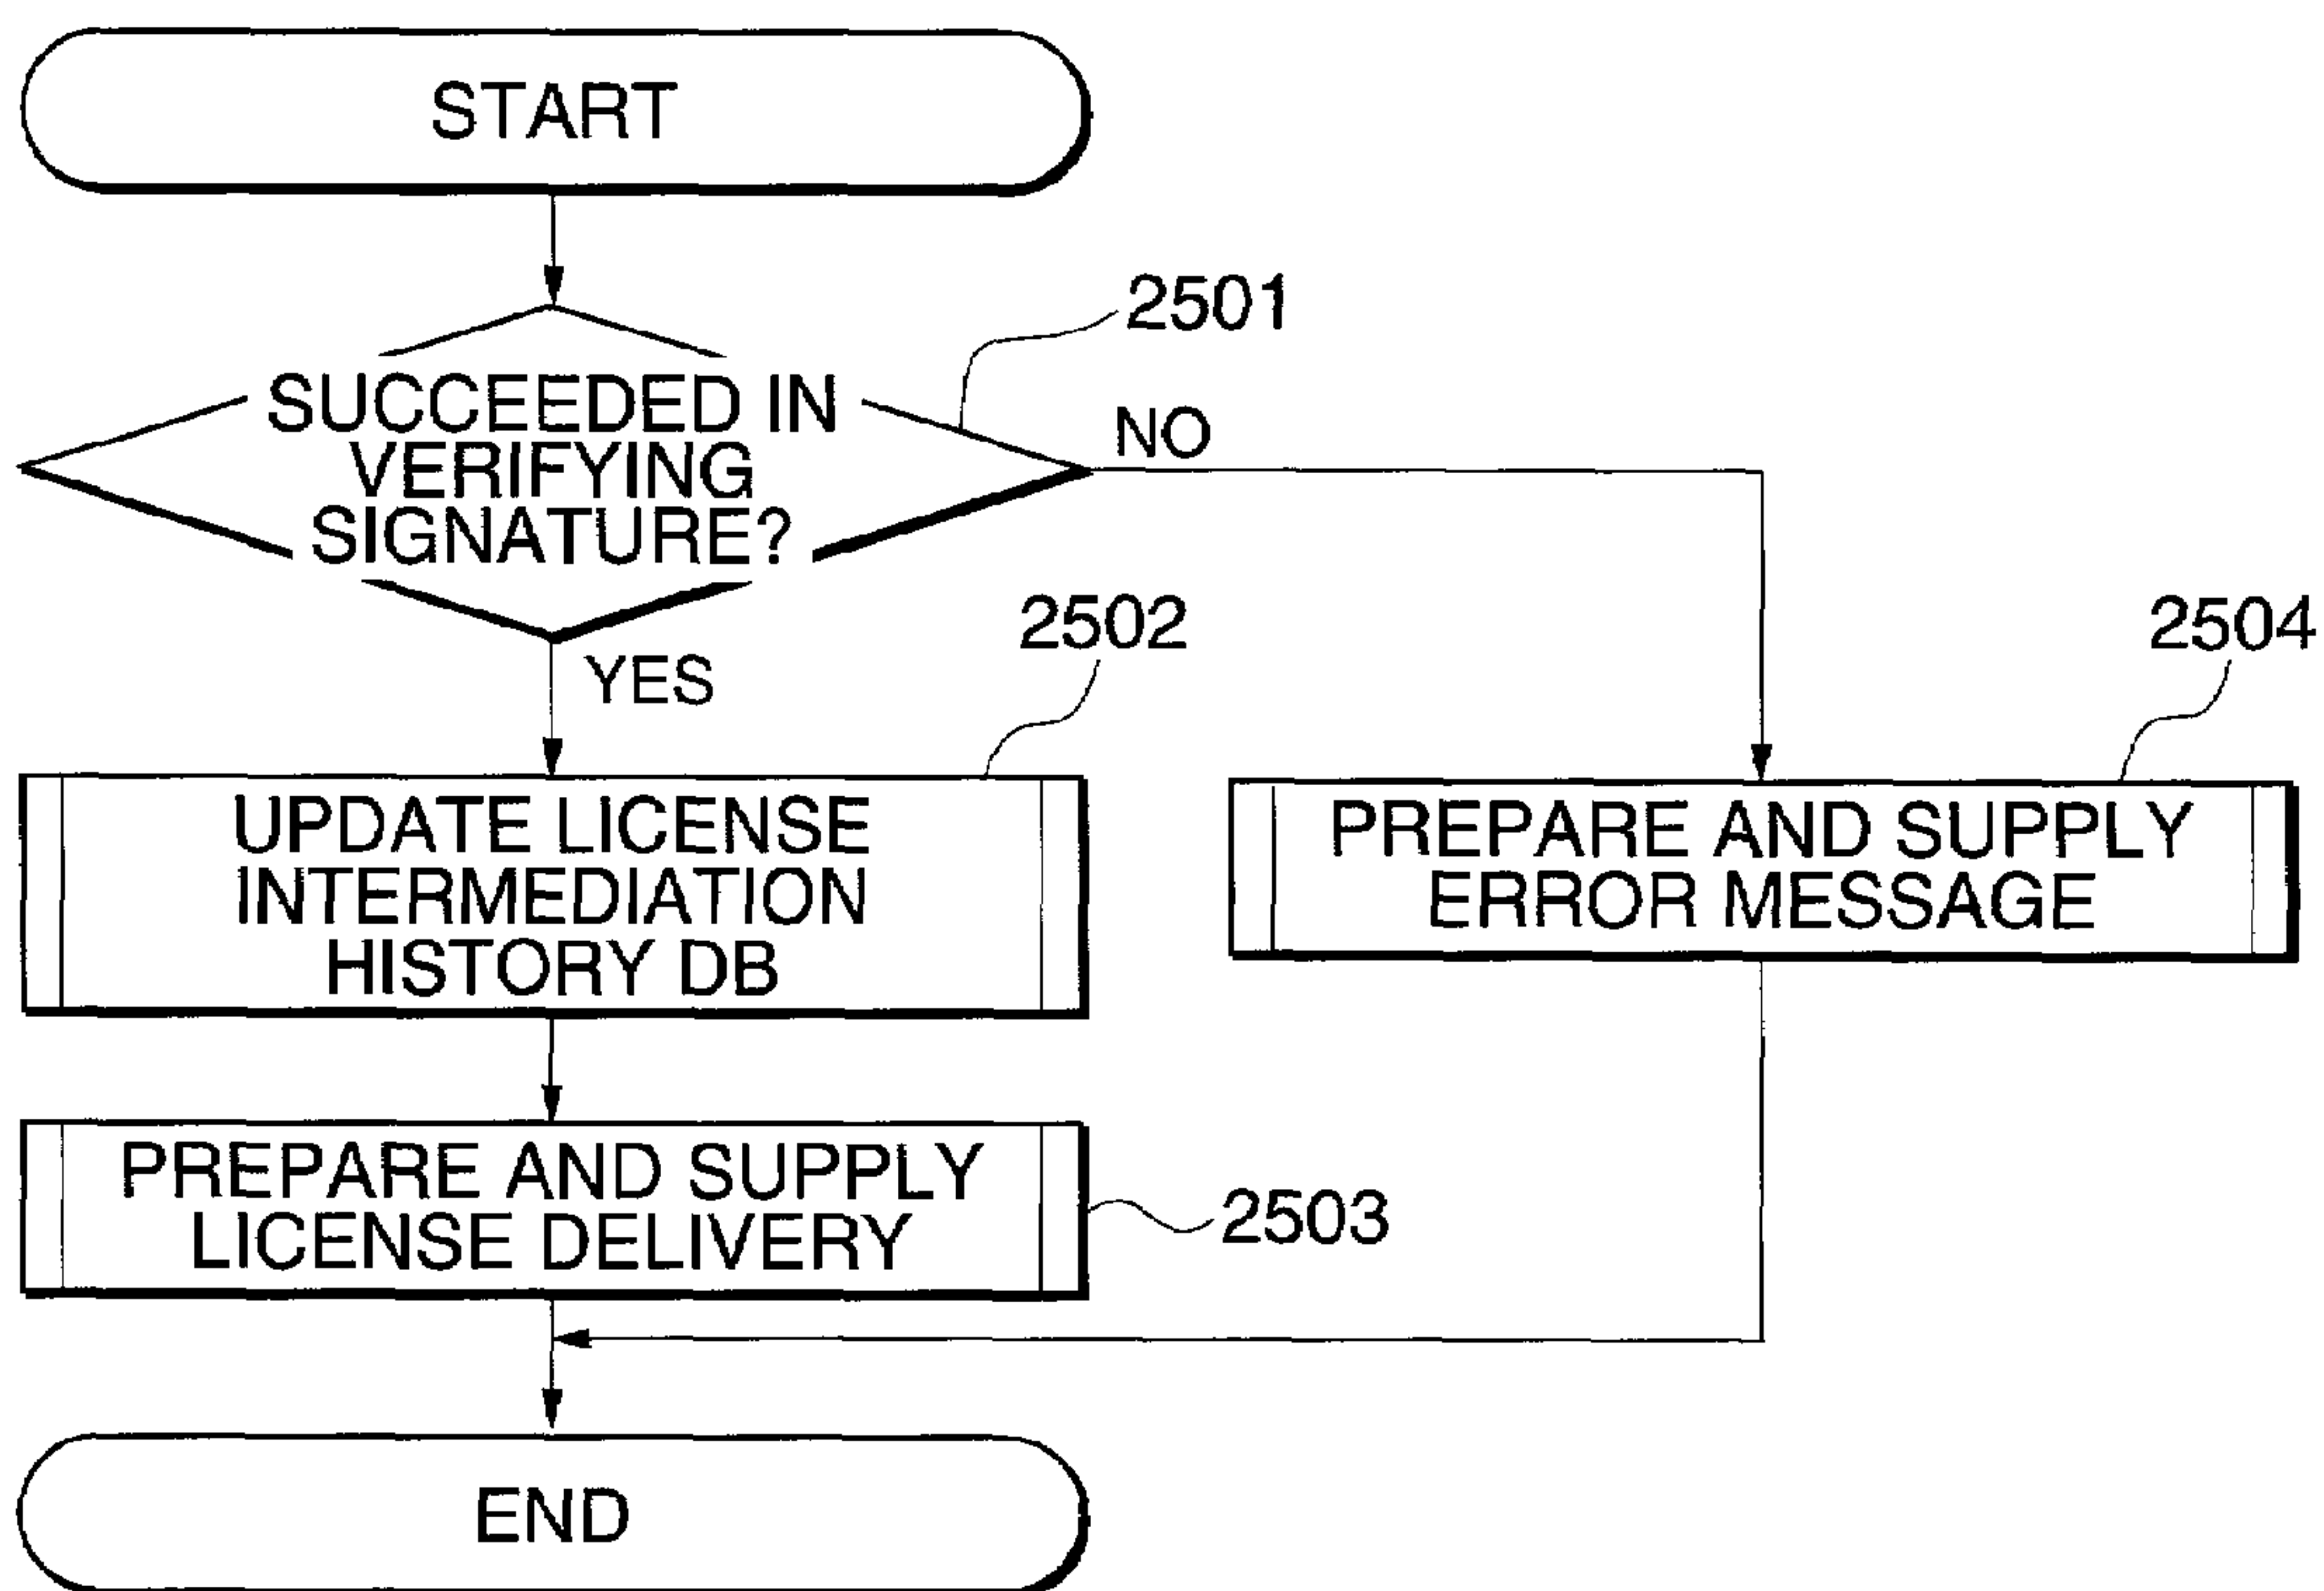 START
2501
SUCCEEDED IN
VERIFYING
SIGNATURE?
NO
YES
2502
2504
UPDATE LICENSE
INTERMEDIATION
HISTORY DB
PREPARE AND SUPPLY
ERROR MESSAGE
PREPARE AND SUPPLY
LICENSE DELIVERY
2503
END